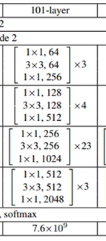 101-layer
2
de 2
1×1, 64
3×3, 64 ×3
1×1, 256
1×1, 128
3×3, 128 ×4
1×1, 512
1×1, 256
3×3, 256 ×23
1×1, 1024
1×1, 512
3×3, 512 ×3
1×1, 2048
, softmax
7.6×10⁹